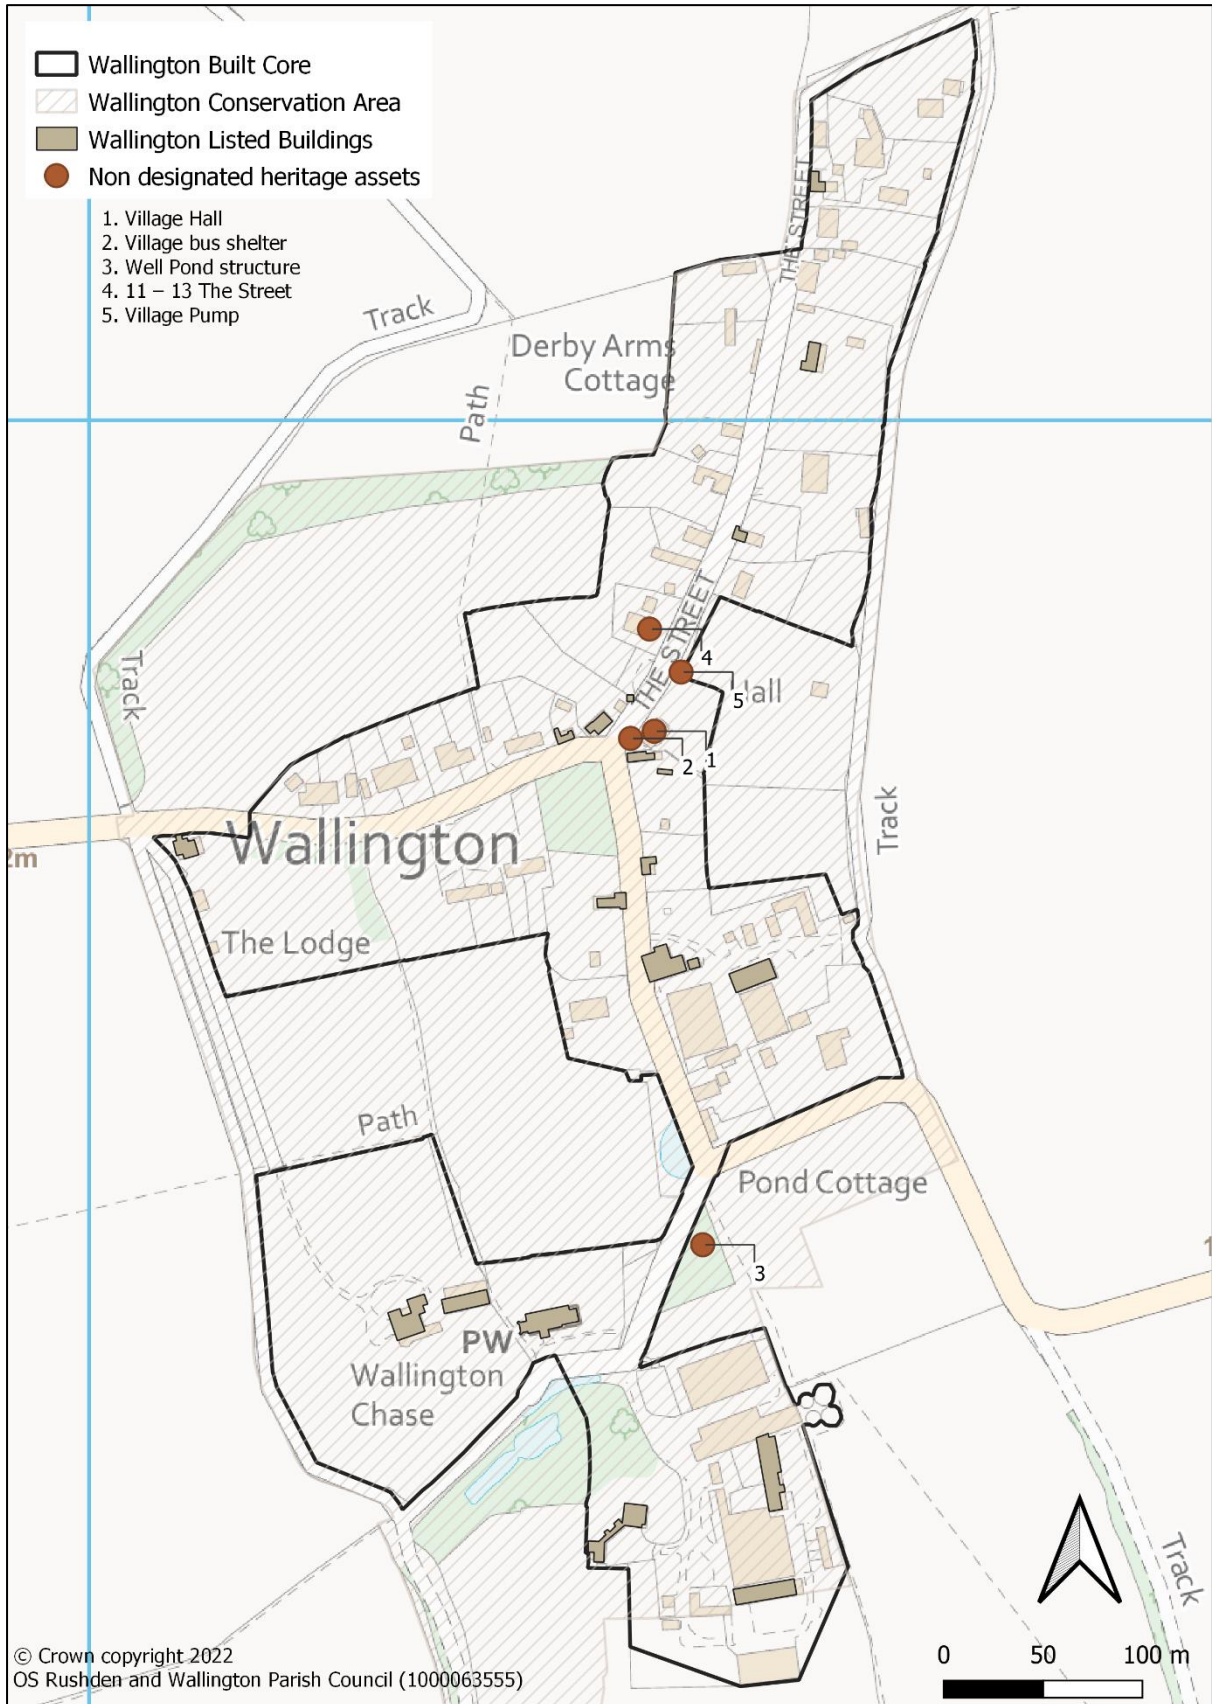 Wallington Built Core
Wallington Conservation Area
Wallington Listed Buildings
Non designated heritage assets
1. Village Hall
2. Village bus shelter
3. Well Pond structure
4. 11 – 13 The Street
5. Village Pump
THE STREET
Track
Derby Arms
Cottage
Path
THE STREET
4
Track
5
Hall
2
1
Track
Wallington
2m
The Lodge
Path
Pond Cottage
3
1
PW
Wallington
Chase
Track
© Crown copyright 2022
OS Rushden and Wallington Parish Council (1000063555)
0 50 100 m